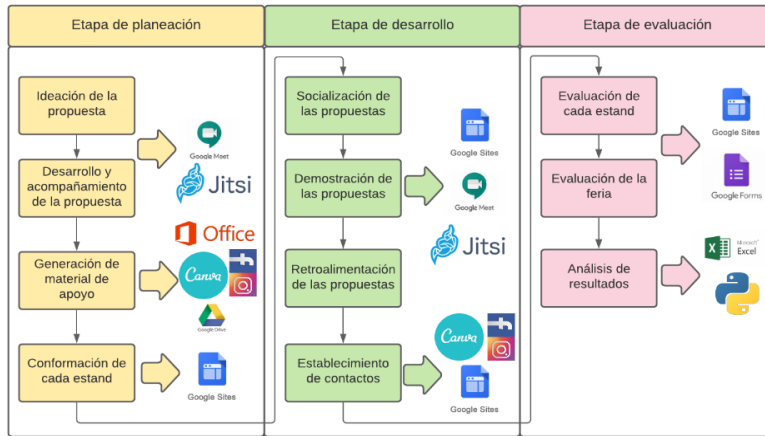 Etapa de planeación
Etapa de desarrollo
Etapa de evaluación
Ideación de la
propuesta
Google Meet
Desarrollo y
acompañamiento
de la propuesta
Jitsi
Office
Generación de
material de
apoyo
Canva
Google Drive
Conformación de
cada estand
Google Sites
Socialización de
las propuestas
Google Sites
Demostración de
las propuestas
Google Meet
Jitsi
Retroalimentación
de las propuestas
Canva
Establecimiento
de contactos
Google Sites
Evaluación de
cada estand
Google Sites
Evaluación de la
feria
Google Forms
Análisis de
resultados
Microsoft
Excel